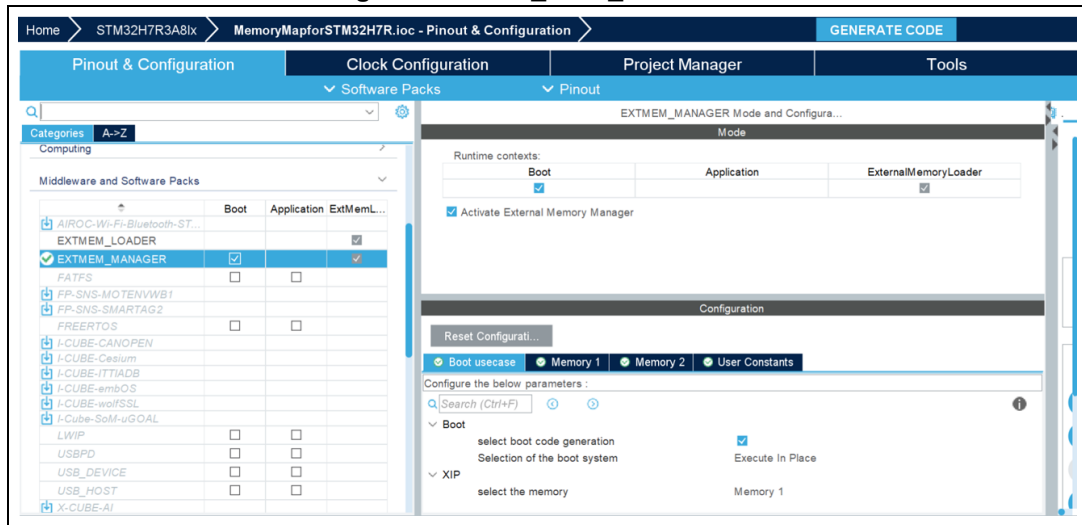 Home STM32H7R3A8Ix MemoryMapforSTM32H7R.ioc - Pinout & Configuration GENERATE CODE
Pinout & Configuration Clock Configuration Project Manager Tools
Software Packs Pinout
EXTMEM_MANAGER Mode and Configura...
Categories A->Z
Mode
Computing
Runtime contexts:
Boot Application ExternalMemoryLoader
Middleware and Software Packs
Activate External Memory Manager
Boot Application ExtMemL...
AIROC-Wi-Fi-Bluetooth-ST...
EXTMEM_LOADER
EXTMEM_MANAGER
FATFS
FP-SNS-MOTENVWB1
FP-SNS-SMARTAG2
FREERTOS
I-CUBE-CANOPEN
I-CUBE-Cesium
I-CUBE-ITTIADB
I-CUBE-embOS
I-CUBE-wolfSSL
I-Cube-SoM-uGOAL
LWIP
USBPD
USB_DEVICE
USB_HOST
X-CUBE-AI
Configuration
Reset Configurati...
Boot usecase Memory 1 Memory 2 User Constants
Configure the below parameters :
Search (Ctrl+F)
Boot
select boot code generation
Selection of the boot system Execute In Place
XIP
select the memory Memory 1